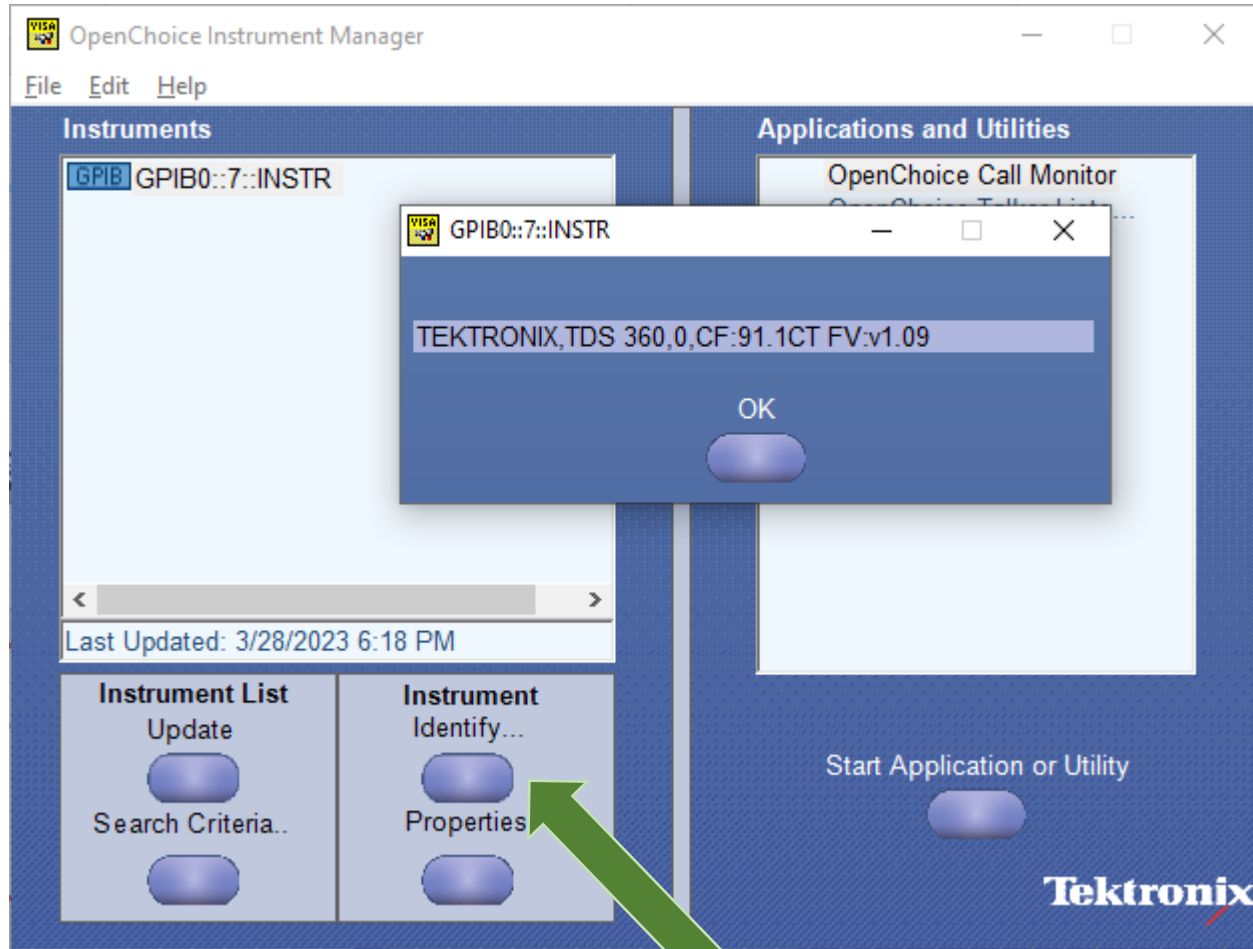 OpenChoice Instrument Manager
File Edit Help
Instruments
GPIB GPIB0::7::INSTR
Last Updated: 3/28/2023 6:18 PM
Instrument List
Update
Search Criteria..
Instrument
Identify...
Properties
VISA GPIB0::7::INSTR
TEKTRONIX,TDS 360,0,CF:91.1CT FV:v1.09
OK
Applications and Utilities
OpenChoice Call Monitor
Start Application or Utility
Tektronix